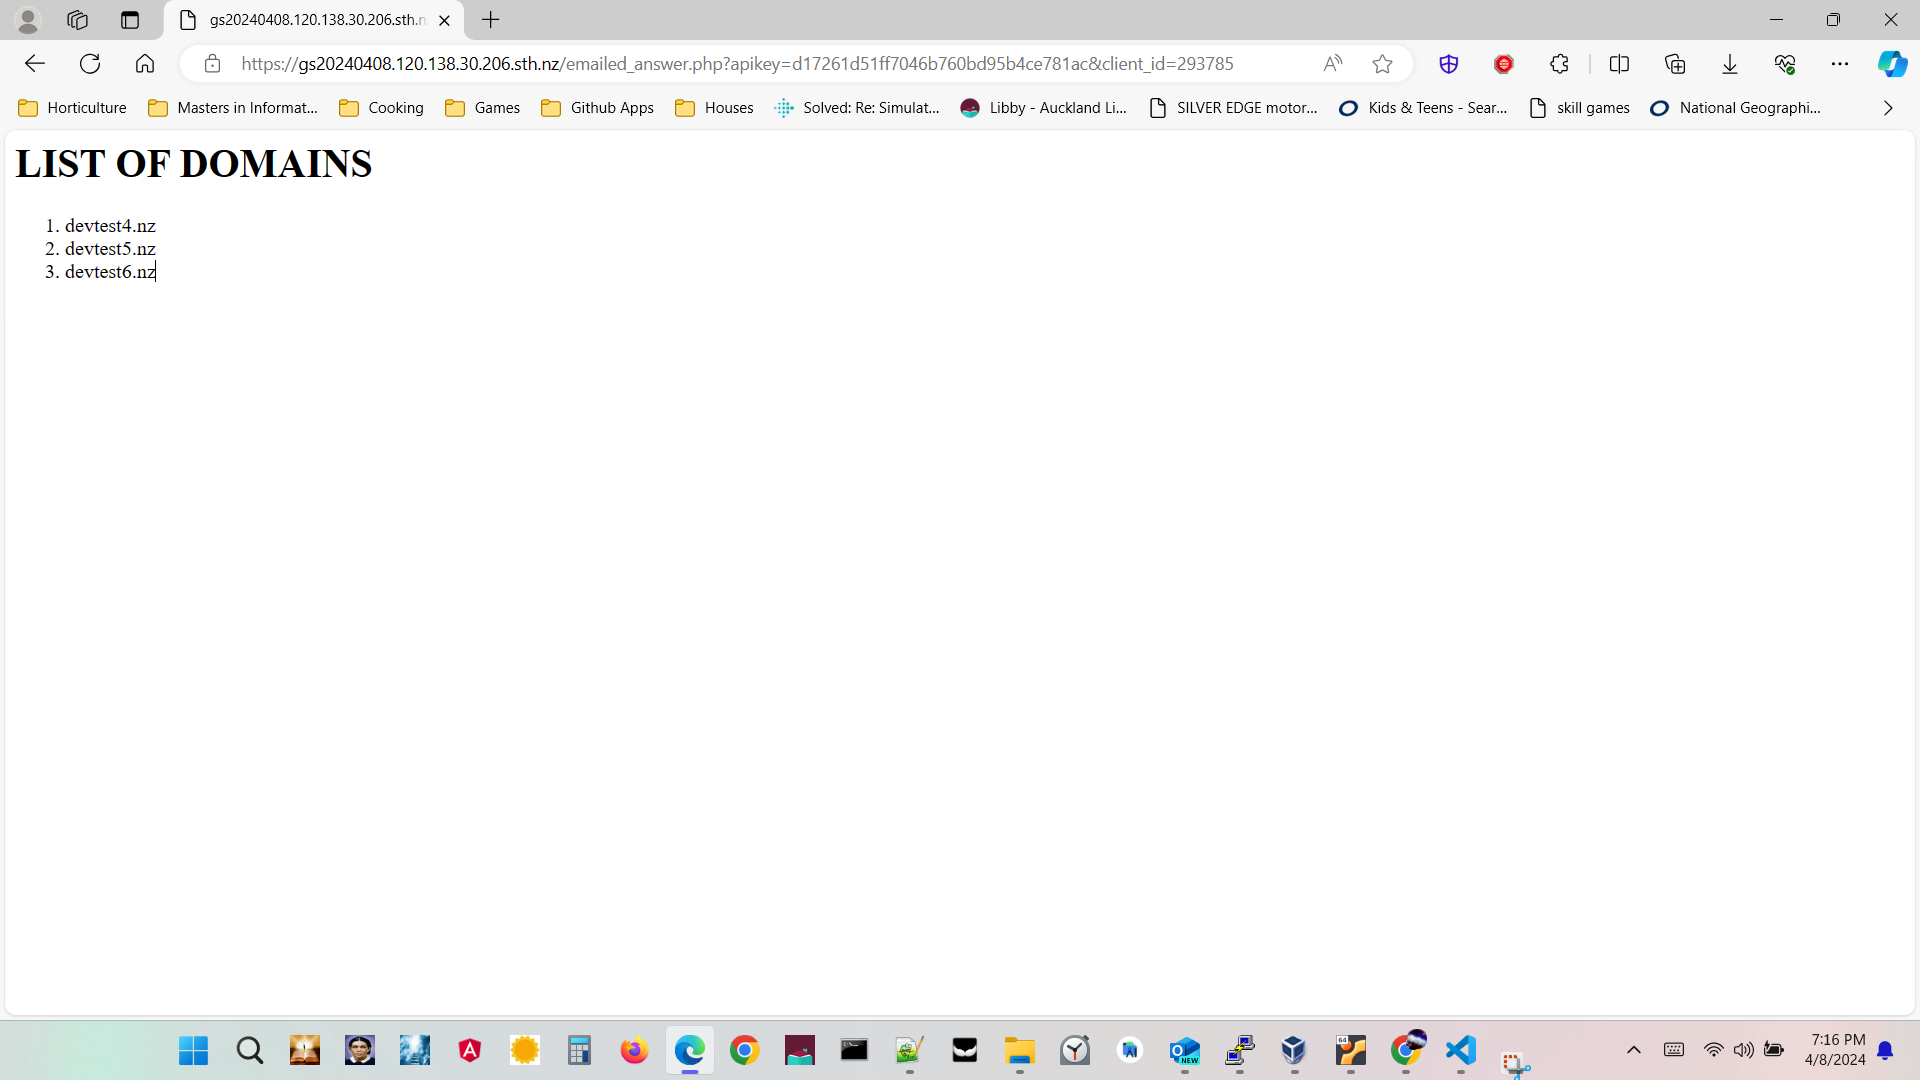 gs20240408.120.138.30.206.sth.n
https://gs20240408.120.138.30.206.sth.nz/emailed_answer.php?apikey=d17261d51ff7046b760bd95b4ce781ac&client_id=293785
Horticulture Masters in Informat... Cooking Games Github Apps Houses Solved: Re: Simulat... Libby - Auckland Li... SILVER EDGE motor... Kids & Teens - Sear... skill games National Geographi...
LIST OF DOMAINS
1. devtest4.nz
2. devtest5.nz
3. devtest6.nz
NEW
64
7:16 PM
4/8/2024